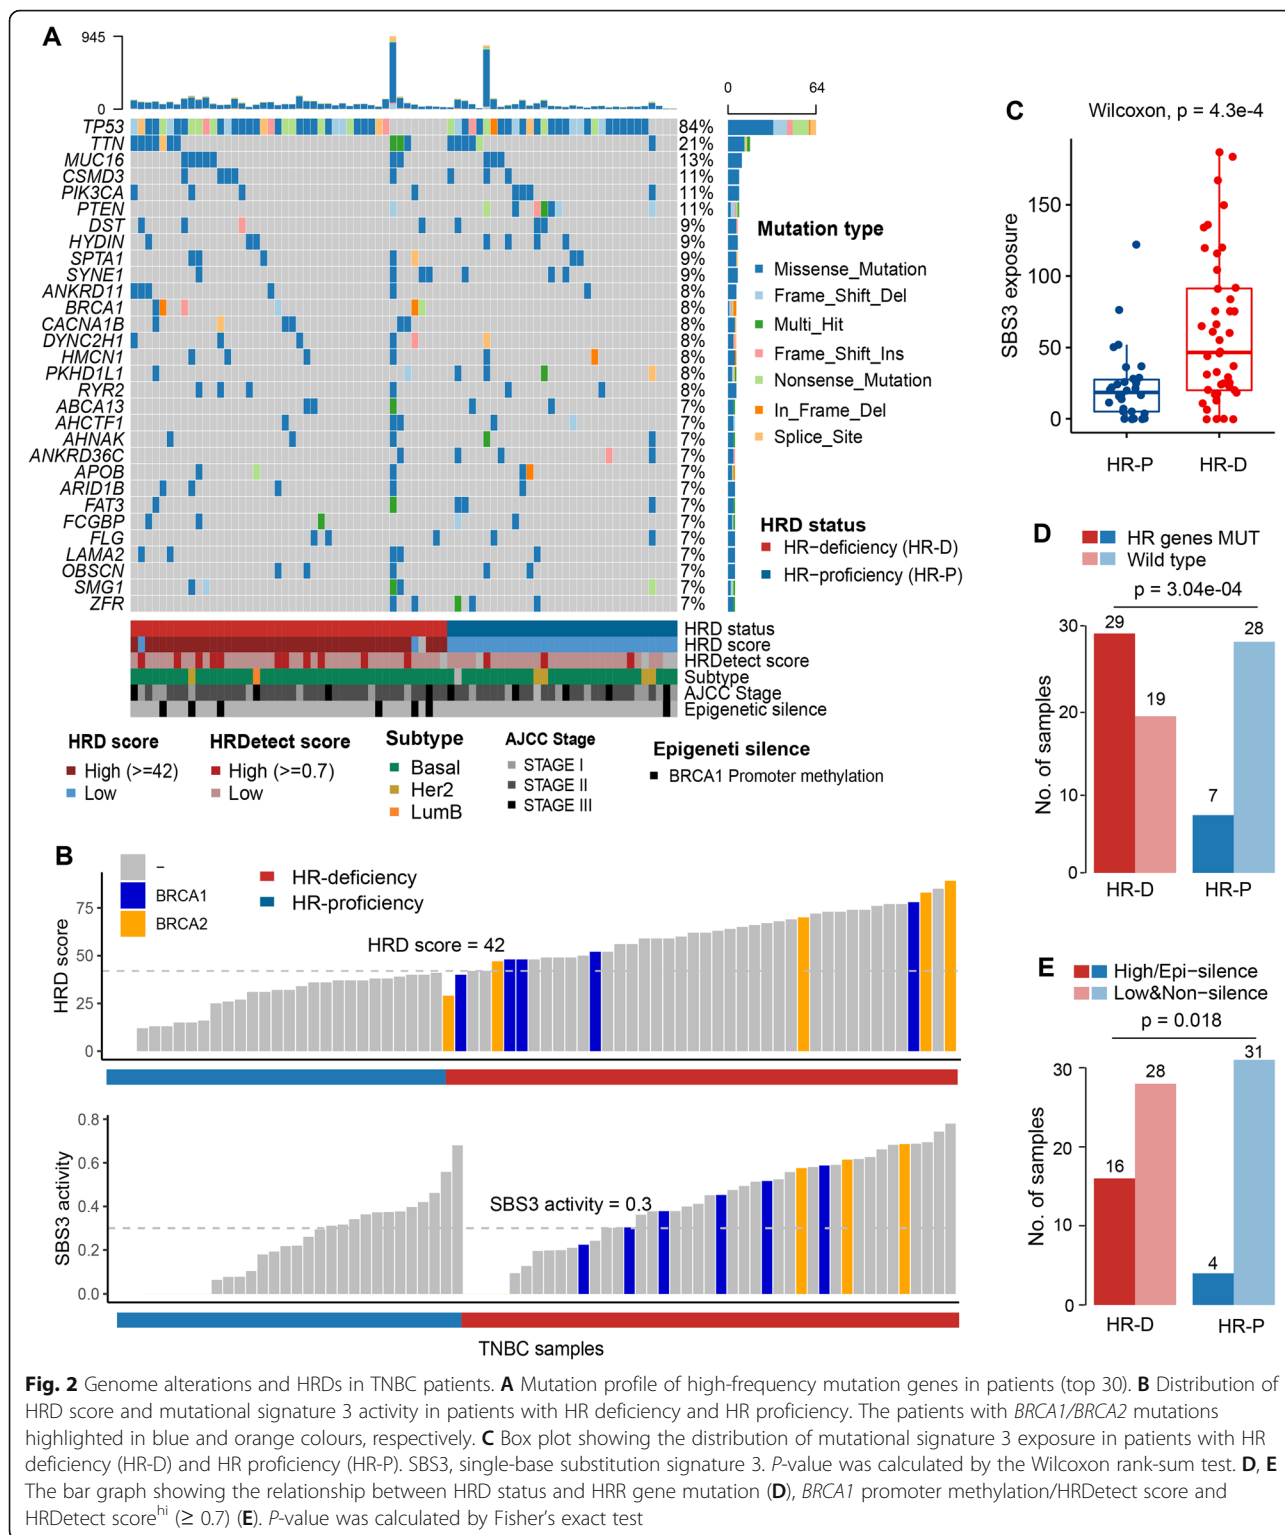 A
945
0
0 64
TP53 84%
TTN 21%
MUC16 13%
CSMD3 11%
PIK3CA 11%
PTEN 11%
DST 9%
HYDIN 9%
SPTA1 9%
SYNE1 9%
ANKRD11 8%
BRCA1 8%
CACNA1B 8%
DYNC2H1 8%
HMCN1 8%
PKHD1L1 8%
RYR2 8%
ABCA13 7%
AHCTF1 7%
AHNAK 7%
ANKRD36C 7%
APOB 7%
ARID1B 7%
FAT3 7%
FCGBP 7%
FLG 7%
LAMA2 7%
OBSCN 7%
SMG1 7%
ZFR 7%
HRD status
HRD score
HRDetect score
Subtype
AJCC Stage
Epigenetic silence
Mutation type
Missense_Mutation
Frame_Shift_Del
Multi_Hit
Frame_Shift_Ins
Nonsense_Mutation
In_Frame_Del
Splice_Site
HRD status
HR−deficiency (HR-D)
HR−proficiency (HR-P)
HRD score
High (>=42)
Low
HRDetect score
High (>=0.7)
Low
Subtype
Basal
Her2
LumB
AJCC Stage
STAGE I
STAGE II
STAGE III
Epigeneti silence
BRCA1 Promoter methylation
B
–
BRCA1
BRCA2
HR-deficiency
HR-proficiency
HRD score = 42
HRD score
75
50
25
0
SBS3 activity
0.8
0.6
0.4
0.2
0.0
SBS3 activity = 0.3
TNBC samples
C
Wilcoxon, p = 4.3e-4
SBS3 exposure
150
100
50
0
HR-P HR-D
D
HR genes MUT
Wild type
p = 3.04e-04
No. of samples
30
20
10
0
29
19
7
28
HR-D HR-P
E
High/Epi−silence
Low&Non−silence
p = 0.018
No. of samples
30
20
10
0
16
28
4
31
HR-D HR-P
Fig. 2 Genome alterations and HRDs in TNBC patients. A Mutation profile of high-frequency mutation genes in patients (top 30). B Distribution of
HRD score and mutational signature 3 activity in patients with HR deficiency and HR proficiency. The patients with BRCA1/BRCA2 mutations
highlighted in blue and orange colours, respectively. C Box plot showing the distribution of mutational signature 3 exposure in patients with HR
deficiency (HR-D) and HR proficiency (HR-P). SBS3, single-base substitution signature 3. P-value was calculated by the Wilcoxon rank-sum test. D, E
The bar graph showing the relationship between HRD status and HRR gene mutation (D), BRCA1 promoter methylation/HRDetect score and
HRDetect score^hi (≥ 0.7) (E). P-value was calculated by Fisher's exact test